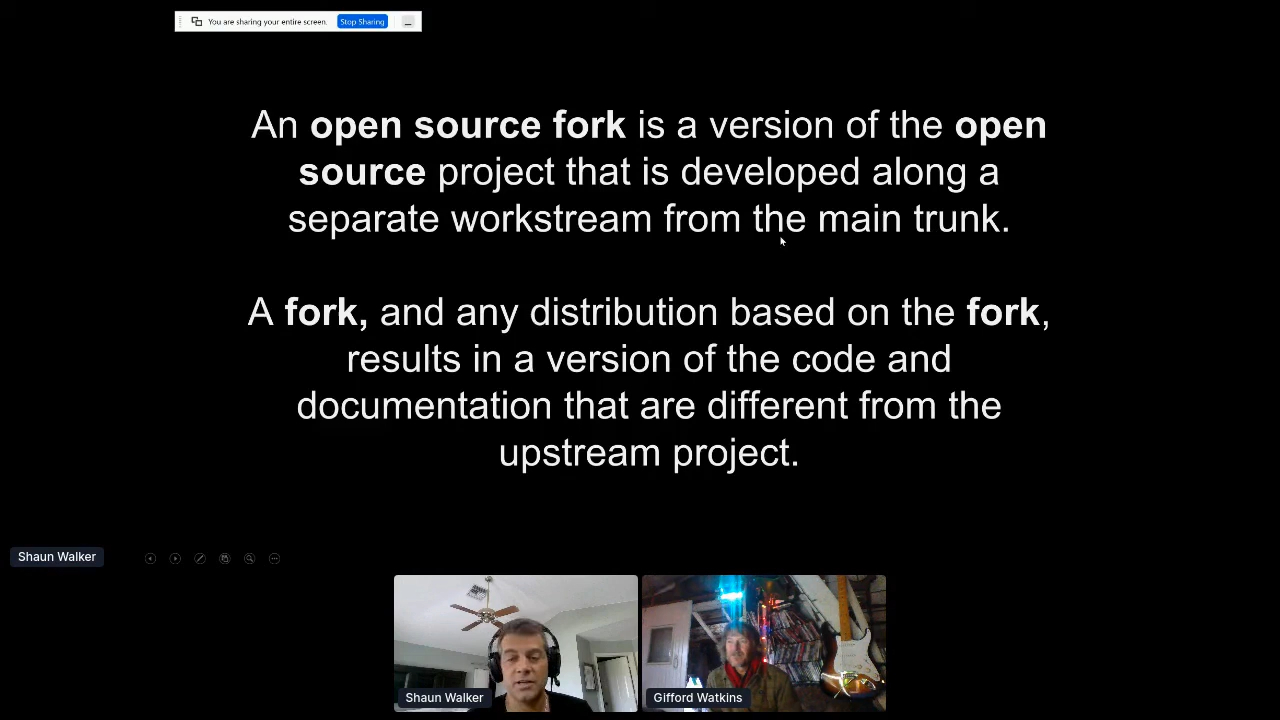 You are sharing your entire screen.
Stop Sharing
An open source fork is a version of the open
source project that is developed along a
separate workstream from the main trunk.
A fork, and any distribution based on the fork,
results in a version of the code and
documentation that are different from the
upstream project.
Shaun Walker
Shaun Walker
Gifford Watkins